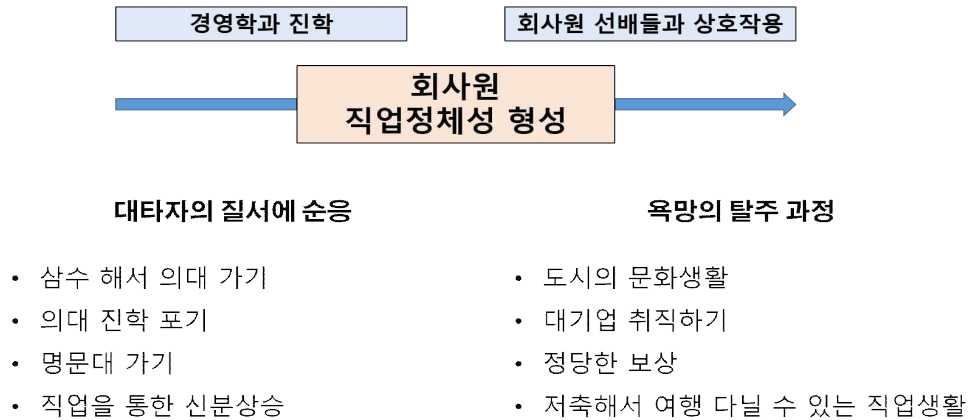 경영학과 진학
회사원 선배들과 상호작용
회사원
직업정체성 형성
대타자의 질서에 순응
• 삼수 해서 의대 가기
• 의대 진학 포기
• 명문대 가기
• 직업을 통한 신분상승
욕망의 탈주 과정
• 도시의 문화생활
• 대기업 취직하기
• 정당한 보상
• 저축해서 여행 다닐 수 있는 직업생활